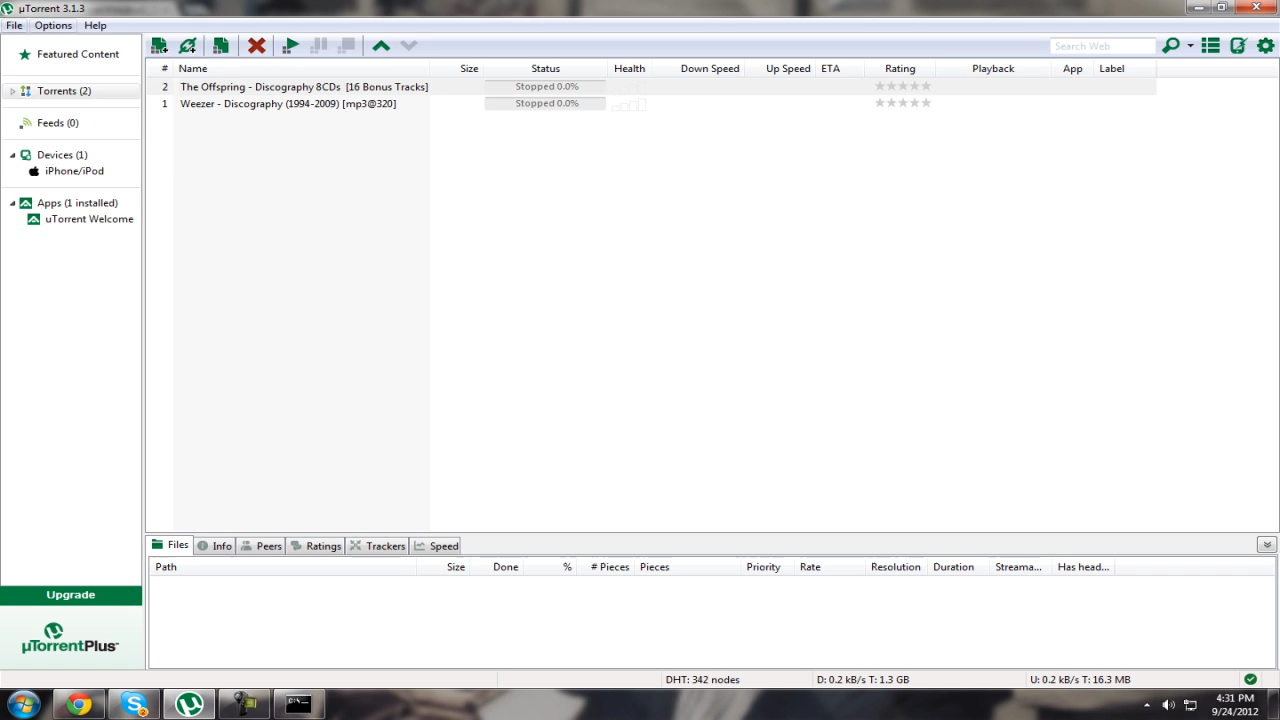 µTorrent 3.1.3
File Options Help
Search Web
Featured Content
Torrents (2)
Feeds (0)
Devices (1)
iPhone/iPod
Apps (1 installed)
uTorrent Welcome
# Name Size Status Health Down Speed Up Speed ETA Rating Playback App Label
2 The Offspring - Discography 8CDs [16 Bonus Tracks] Stopped 0.0%
1 Weezer - Discography (1994-2009) [mp3@320] Stopped 0.0%
Files Info Peers Ratings Trackers Speed
Path Size Done % # Pieces Pieces Priority Rate Resolution Duration Streama... Has head...
Upgrade
µTorrentPlus
DHT: 342 nodes D: 0.2 kB/s T: 1.3 GB U: 0.2 kB/s T: 16.3 MB
2
C:\_
4:31 PM
9/24/2012